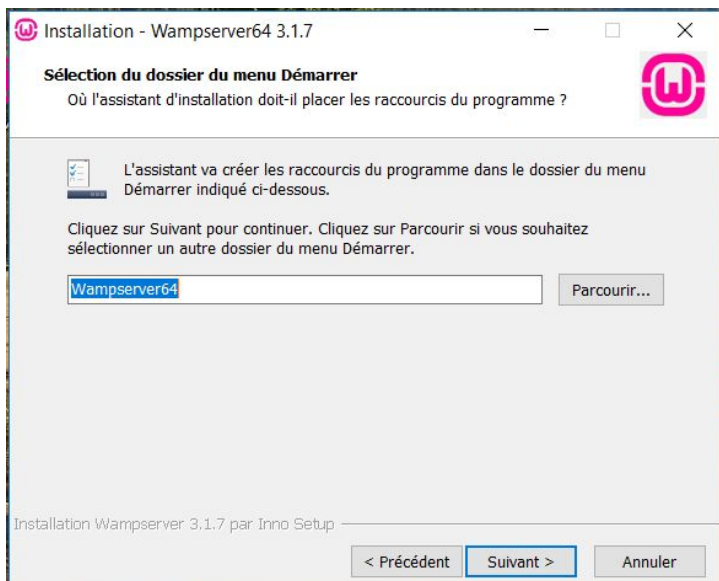 Installation - Wampserver64 3.1.7
Sélection du dossier du menu Démarrer
Où l'assistant d'installation doit-il placer les raccourcis du programme ?
L'assistant va créer les raccourcis du programme dans le dossier du menu
Démarrer indiqué ci-dessous.
Cliquez sur Suivant pour continuer. Cliquez sur Parcourir si vous souhaitez
sélectionner un autre dossier du menu Démarrer.
Wampserver64
Parcourir...
Installation Wampserver 3.1.7 par Inno Setup
< Précédent
Suivant >
Annuler